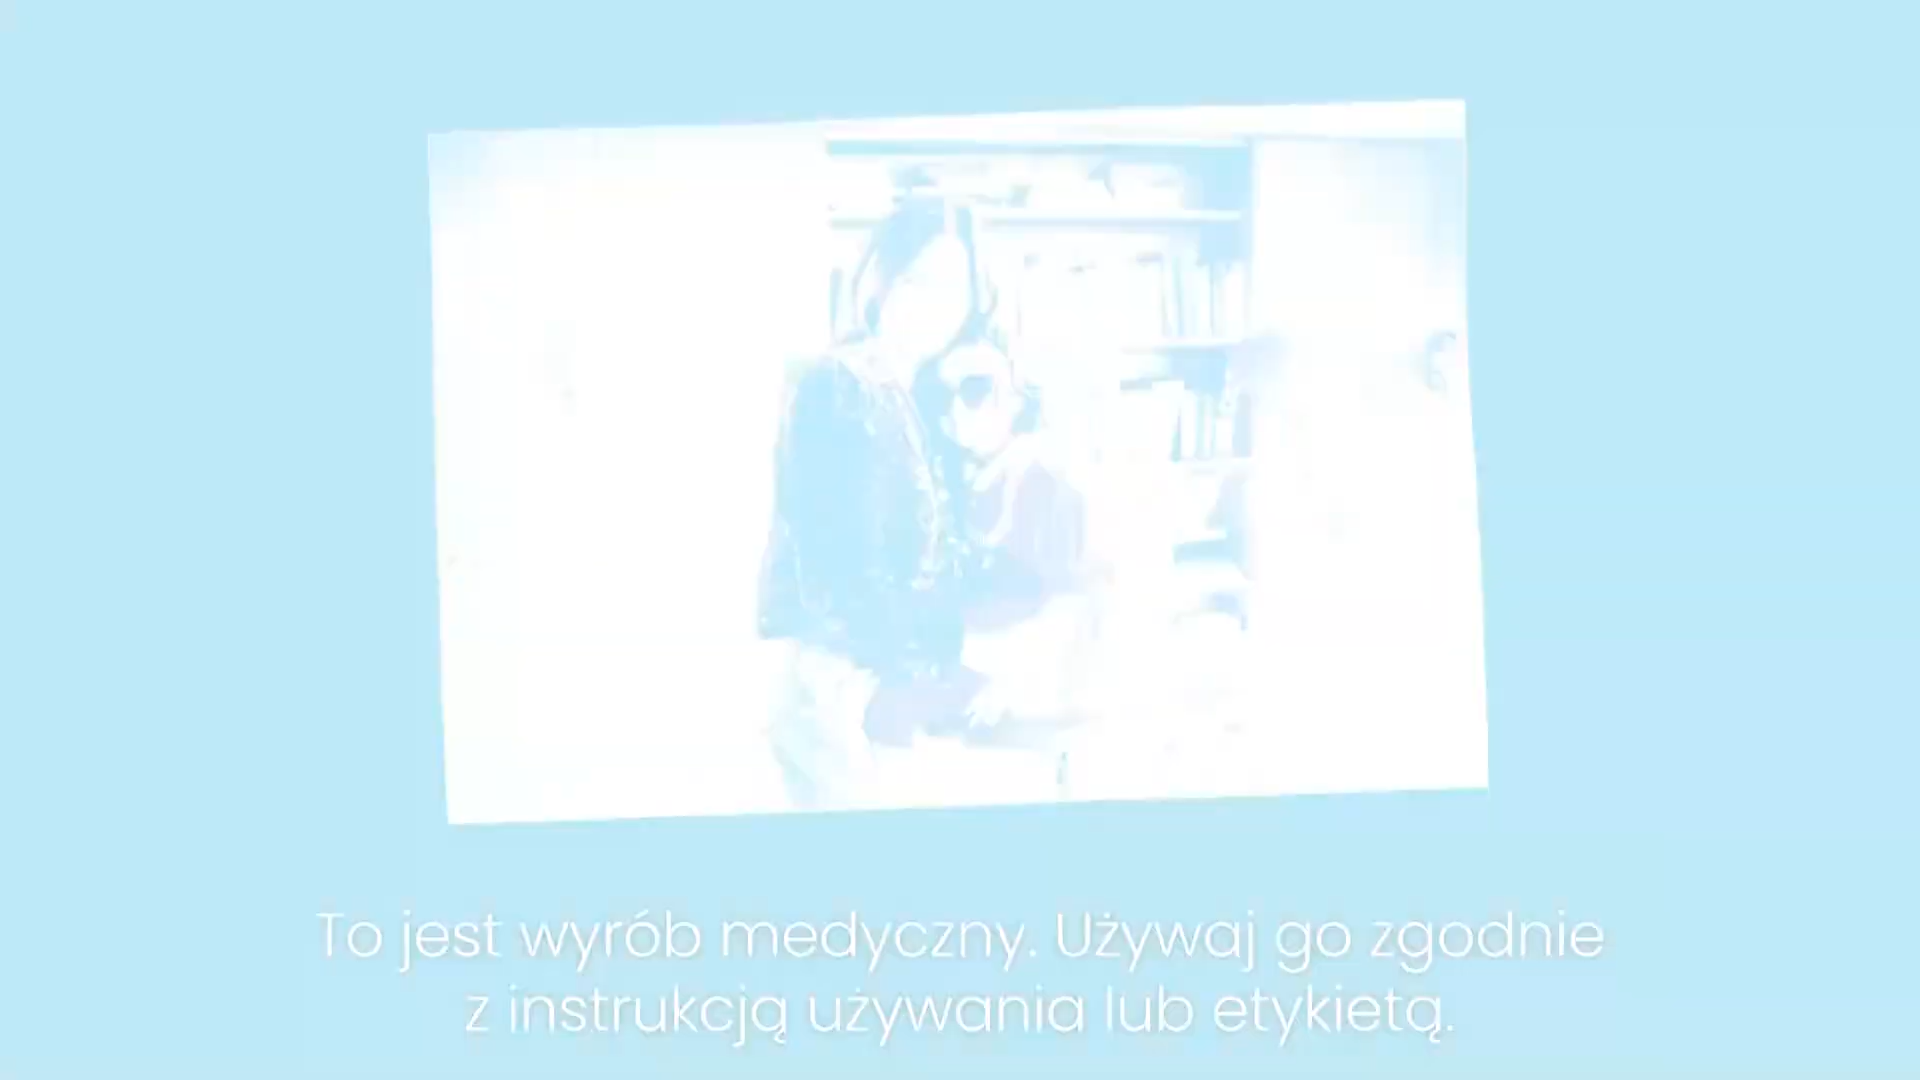 To jest wyrób medyczny. Używaj go zgodnie
z instrukcją używania lub etykietą.